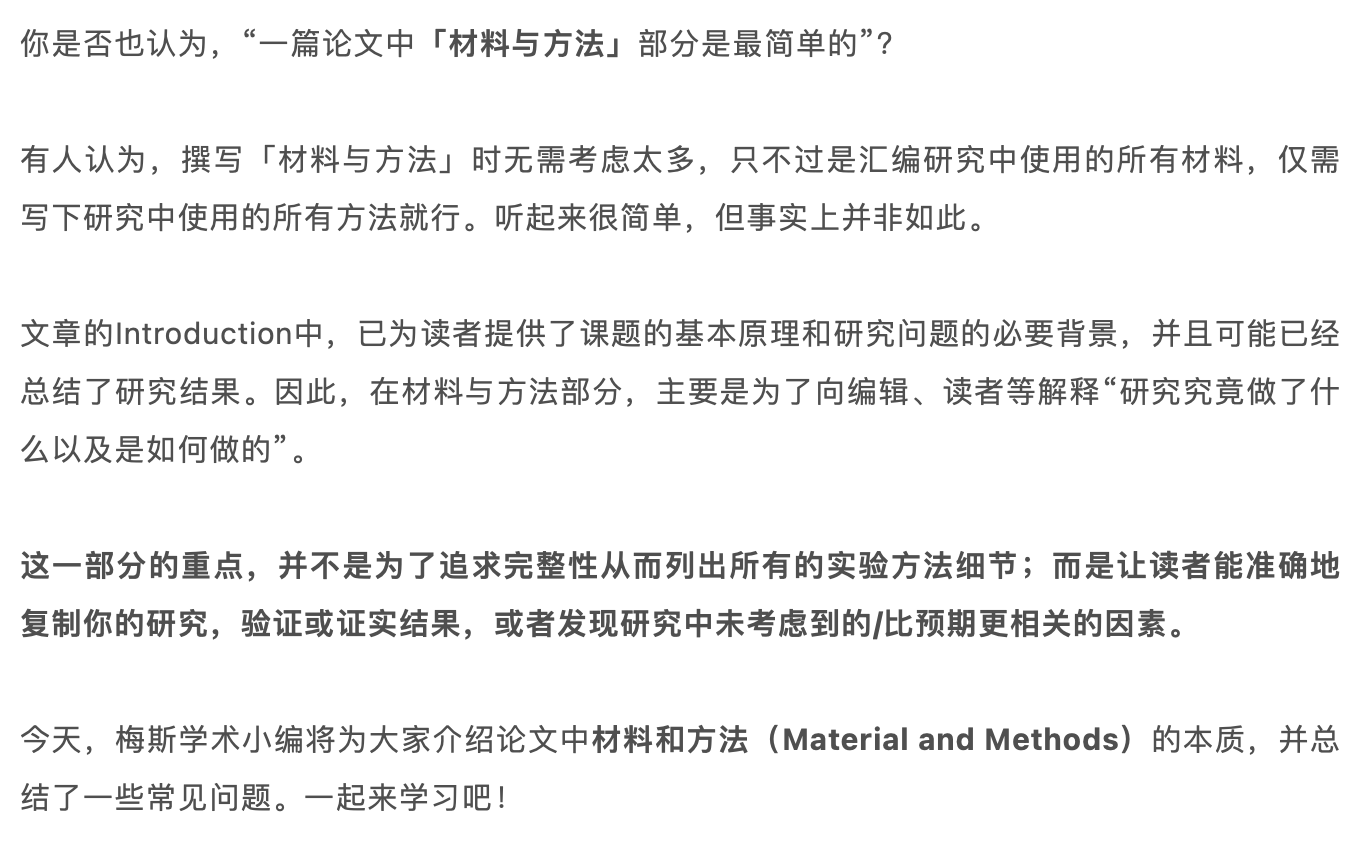 你是否也认为，“一篇论文中「材料与方法」部分是最简单的”？
有人认为，撰写「材料与方法」时无需考虑太多，只不过是汇编研究中使用的所有材料，仅需
写下研究中使用的所有方法就行。听起来很简单，但事实上并非如此。
文章的Introduction中，已为读者提供了课题的基本原理和研究问题的必要背景，并且可能已经
总结了研究结果。因此，在材料与方法部分，主要是为了向编辑、读者等解释“研究究竟做了什
么以及是如何做的”。
这一部分的重点，并不是为了追求完整性从而列出所有的实验方法细节；而是让读者能准确地
复制你的研究，验证或证实结果，或者发现研究中未考虑到的/比预期更相关的因素。
今天，梅斯学术小编将为大家介绍论文中材料和方法（Material and Methods）的本质，并总
结了一些常见问题。一起来学习吧！